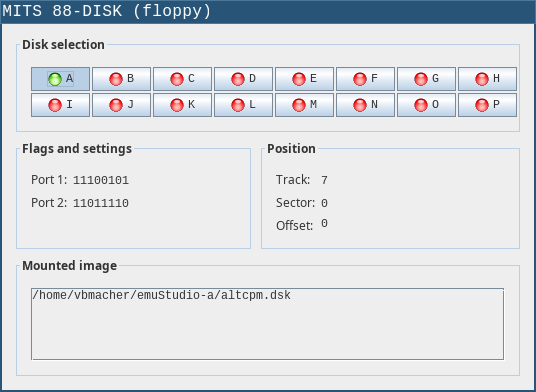 MITS 88-DISK (floppy)
Disk selection
A B C D E F G H
I J K L M N O P
Flags and settings
Port 1: 11100101
Port 2: 11011110
Position
Track: 7
Sector: 0
Offset: 0
Mounted image
/home/vbmacher/emuStudio-a/altcpm.dsk